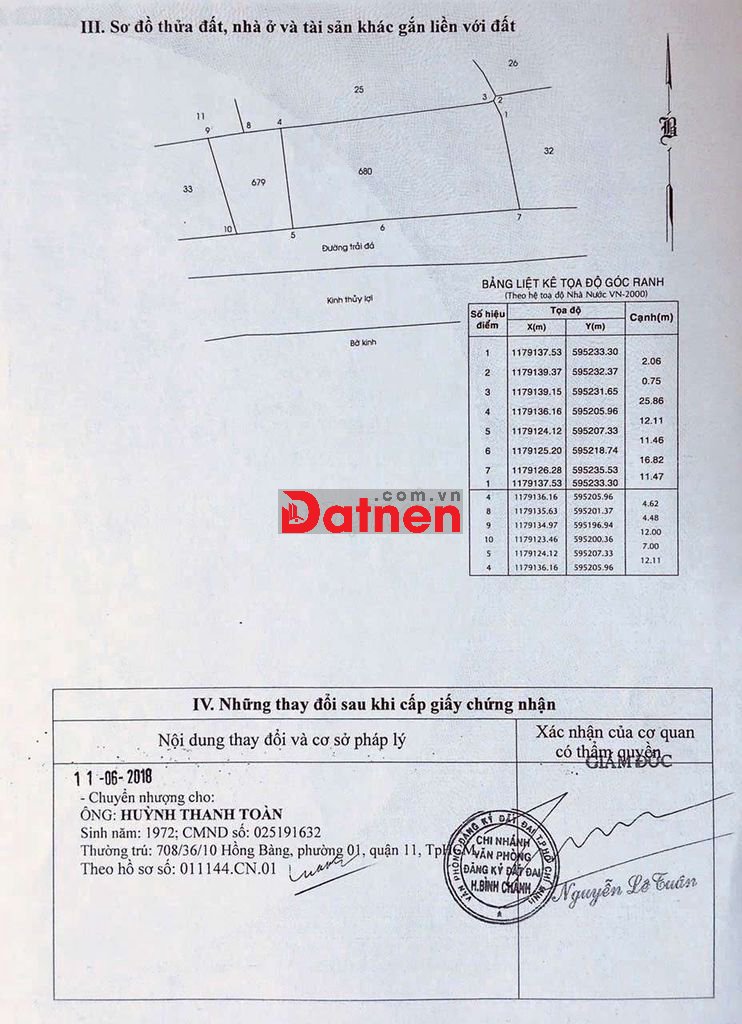 III. Sơ đồ thửa đất, nhà ở và tài sản khác gắn liền với đất
26
25
11
3
2
9
8
4
1
32
679
680
33
10
5
6
7
Đường trải đá
Kinh thủy lợi
Bờ kinh
B
BẢNG LIỆT KÊ TỌA ĐỘ GÓC RANH
(Theo hệ toạ độ Nhà Nước VN-2000)
Số hiệu điểm Tọa độ Cạnh(m)
X(m) Y(m)
1 1179137.53 595233.30
2.06
2 1179139.37 595232.37
0.75
3 1179139.15 595231.65
25.86
4 1179136.16 595205.96
12.11
5 1179124.12 595207.33
11.46
6 1179125.20 595218.74
16.82
7 1179126.28 595235.53
11.47
1 1179137.53 595233.30
4 1179136.16 595205.96
4.62
8 1179135.63 595201.37
4.48
9 1179134.97 595196.94
12.00
10 1179123.46 595200.36
7.00
5 1179124.12 595207.33
12.11
4 1179136.16 595205.96
.com.vn
Datnen
IV. Những thay đổi sau khi cấp giấy chứng nhận
Nội dung thay đổi và cơ sở pháp lý
Xác nhận của cơ quan
có thẩm quyền
GIÁM ĐỐC
11-06-2018
- Chuyển nhượng cho:
ÔNG: HUỲNH THANH TOÀN
Sinh năm: 1972; CMND số: 025191632
Thường trú: 708/36/10 Hồng Bàng, phường 01, quận 11, TpHCM
Theo hồ sơ số: 011144.CN.01
VĂN PHÒNG ĐĂNG KÝ ĐẤT ĐAI T.P HỒ CHÍ MINH
CHI NHÁNH
VĂN PHÒNG
ĐĂNG KÝ ĐẤT ĐAI
H.BÌNH CHÁNH
Nguyễn Lê Tuân